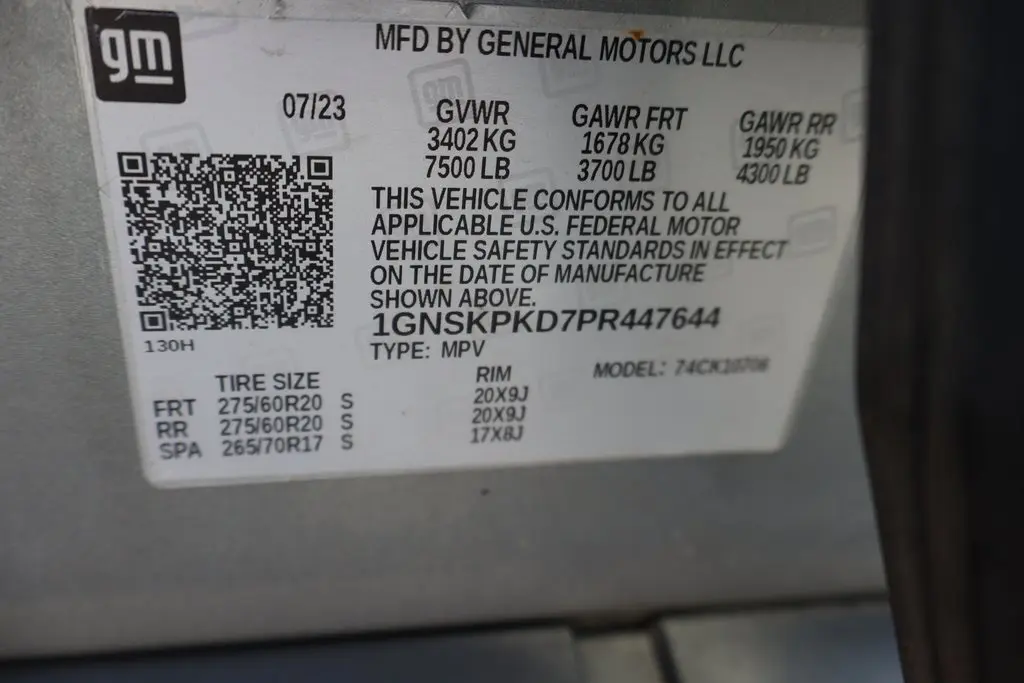 gm
MFD BY GENERAL MOTORS LLC
07/23 GVWR GAWR FRT GAWR RR
3402 KG 1678 KG 1950 KG
7500 LB 3700 LB 4300 LB
THIS VEHICLE CONFORMS TO ALL
APPLICABLE U.S. FEDERAL MOTOR
VEHICLE SAFETY STANDARDS IN EFFECT
ON THE DATE OF MANUFACTURE
SHOWN ABOVE.
1GNSKPKD7PR447644
130H
TYPE: MPV MODEL: 74CK10706
TIRE SIZE RIM
FRT 275/60R20 S 20X9J
RR 275/60R20 S 20X9J
SPA 265/70R17 S 17X8J